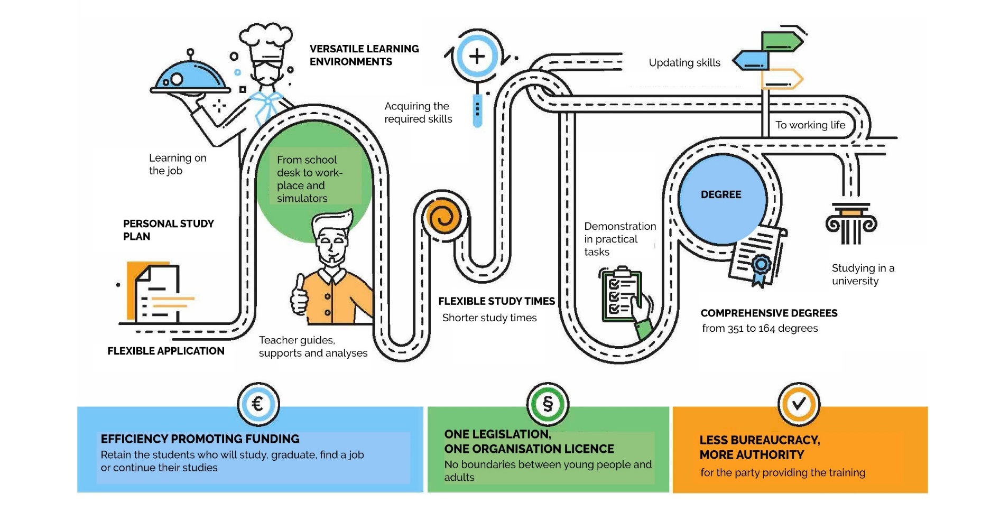 VERSATILE LEARNING
ENVIRONMENTS
Updating skills
Acquiring the
required skills
To working life
Learning on
the job
From school
desk to work-
place and
simulators
DEGREE
PERSONAL STUDY
PLAN
Demonstration
in practical
tasks
Studying in a
university
FLEXIBLE STUDY TIMES
Shorter study times
COMPREHENSIVE DEGREES
from 351 to 164 degrees
Teacher guides,
supports and analyses
FLEXIBLE APPLICATION
€
§
EFFICIENCY PROMOTING FUNDING
Retain the students who will study, graduate, find a job
or continue their studies
ONE LEGISLATION,
ONE ORGANISATION LICENCE
No boundaries between young people and
adults
LESS BUREAUCRACY,
MORE AUTHORITY
for the party providing the training